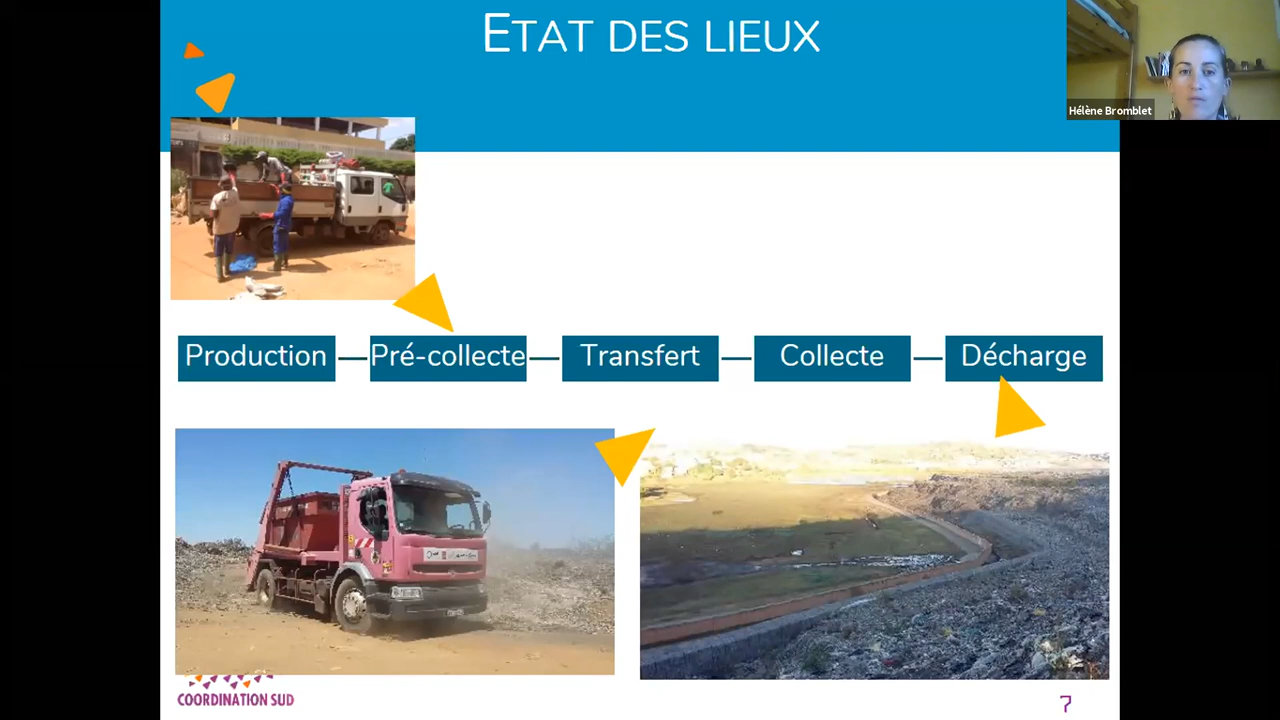 ETAT DES LIEUX
Hélène Bromblet
Production
Pré-collecte
Transfert
Collecte
Décharge
COORDINATION SUD
7